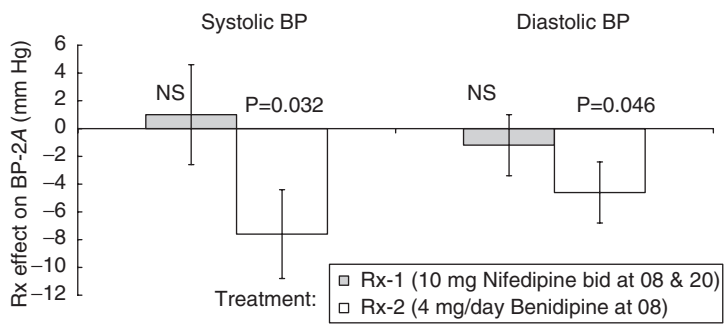 Systolic BP
Diastolic BP
Rx effect on BP-2A (mm Hg)
6
4
2
0
−2
−4
−6
−8
−10
−12
NS
P=0.032
NS
P=0.046
Treatment:
Rx-1 (10 mg Nifedipine bid at 08 & 20)
Rx-2 (4 mg/day Benidipine at 08)